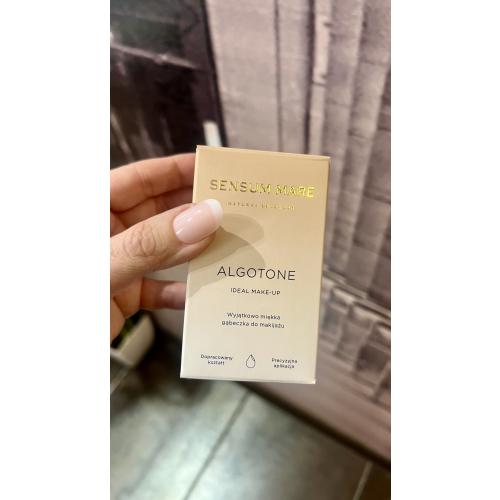 SENSUM MARE
ALGOTONE
IDEAL MAKE-UP
Wyjątkowo miękka
gąbeczka do makijażu
Dopracowany
kształt
Precyzyjna
aplikacja